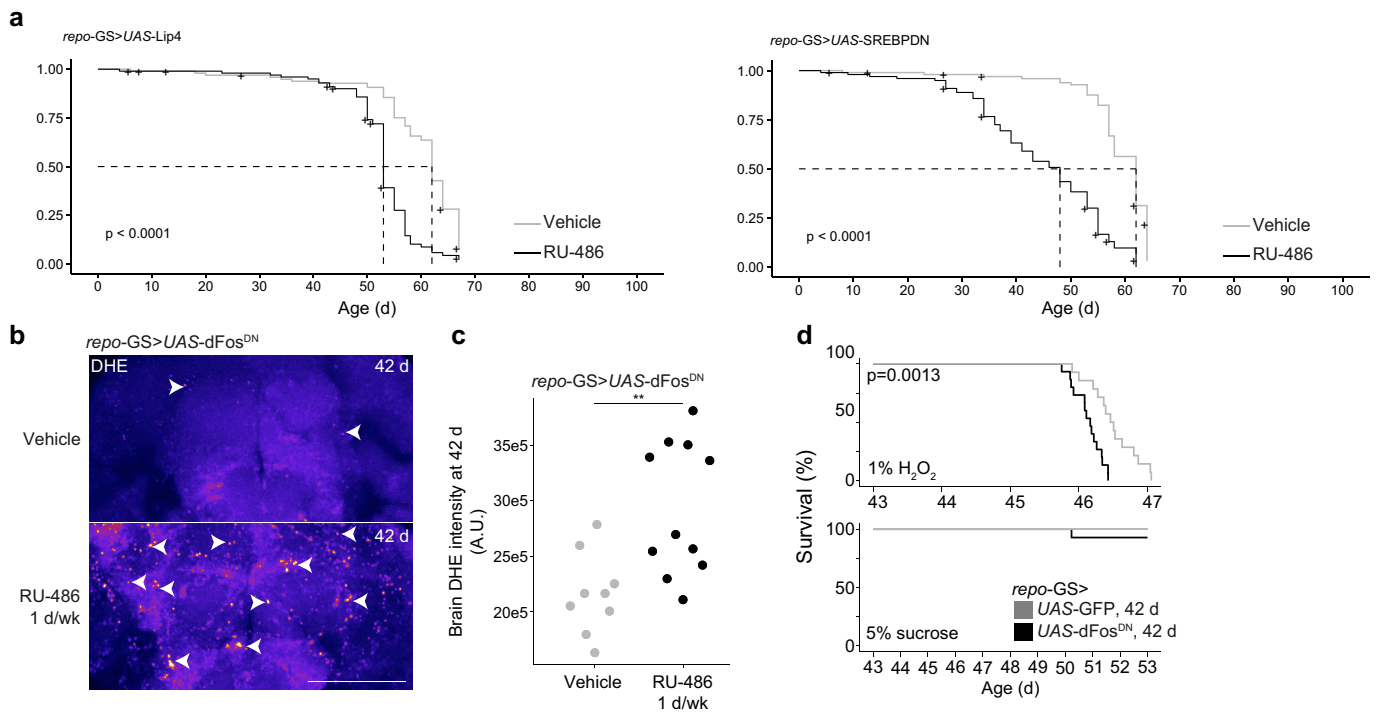 a
repo-GS>UAS-Lip4
1.00
0.75
0.50
0.25
0.00
p < 0.0001
Vehicle
RU-486
0 10 20 30 40 50 60 70 80 90 100
Age (d)
repo-GS>UAS-SREBPDN
1.00
0.75
0.50
0.25
0.00
p < 0.0001
Vehicle
RU-486
0 10 20 30 40 50 60 70 80 90 100
Age (d)
b
repo-GS>UAS-dFosDN
DHE 42 d
Vehicle
42 d
RU-486
1 d/wk
c
repo-GS>UAS-dFosDN
**
Brain DHE intensity at 42 d
(A.U.)
35e5
30e5
25e5
20e5
Vehicle RU-486
1 d/wk
d
Survival (%)
100
50
0
p=0.0013
1% H2O2
43 44 45 46 47
100
50
0
5% sucrose
repo-GS>
UAS-GFP, 42 d
UAS-dFosDN, 42 d
43 44 45 46 47 48 49 50 51 52 53
Age (d)